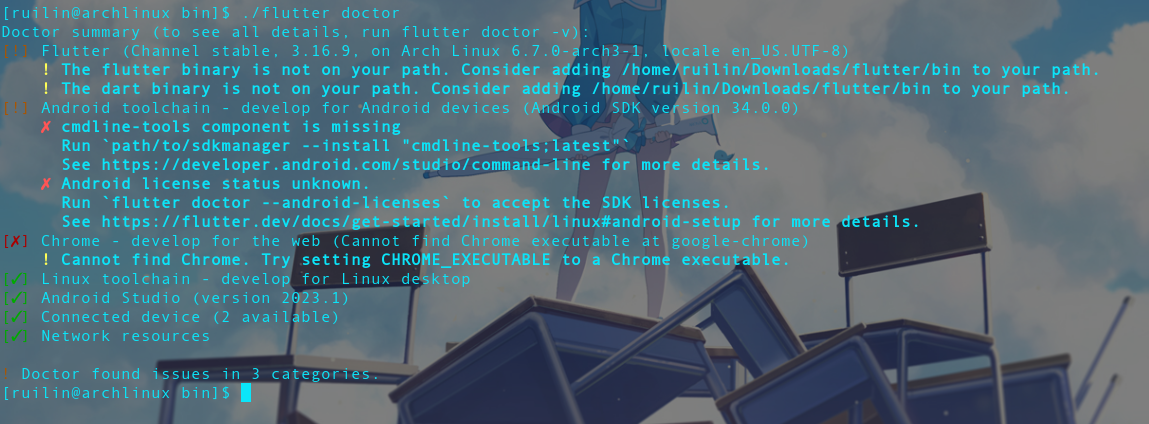 [ruilin@archlinux bin]$ ./flutter doctor
Doctor summary (to see all details, run flutter doctor -v):
[!] Flutter (Channel stable, 3.16.9, on Arch Linux 6.7.0-arch3-1, locale en_US.UTF-8)
! The flutter binary is not on your path. Consider adding /home/ruilin/Downloads/flutter/bin to your path.
! The dart binary is not on your path. Consider adding /home/ruilin/Downloads/flutter/bin to your path.
[!] Android toolchain - develop for Android devices (Android SDK version 34.0.0)
✗ cmdline-tools component is missing
Run `path/to/sdkmanager --install "cmdline-tools;latest"`
See https://developer.android.com/studio/command-line for more details.
✗ Android license status unknown.
Run `flutter doctor --android-licenses` to accept the SDK licenses.
See https://flutter.dev/docs/get-started/install/linux#android-setup for more details.
[✗] Chrome - develop for the web (Cannot find Chrome executable at google-chrome)
! Cannot find Chrome. Try setting CHROME_EXECUTABLE to a Chrome executable.
[✓] Linux toolchain - develop for Linux desktop
[✓] Android Studio (version 2023.1)
[✓] Connected device (2 available)
[✓] Network resources
! Doctor found issues in 3 categories.
[ruilin@archlinux bin]$